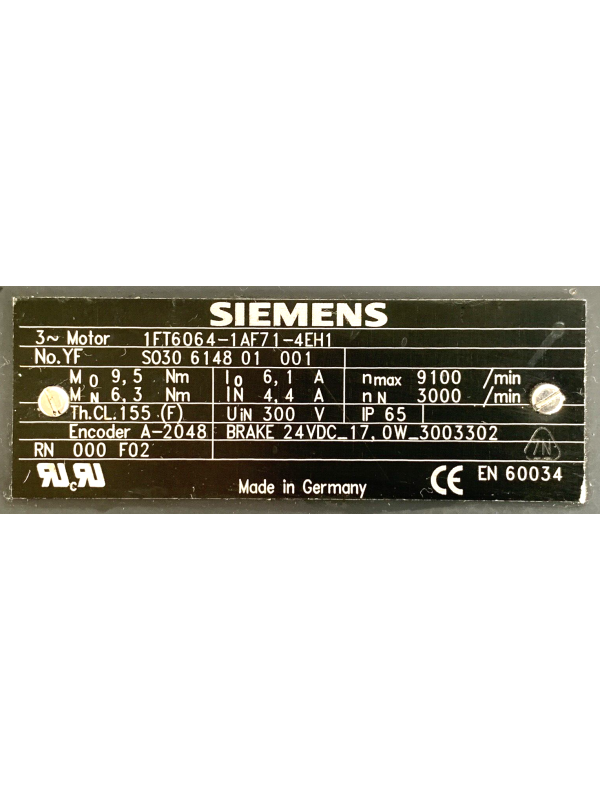 SIEMENS
3~ Motor 1FT6064-1AF71-4EH1
No.YF S030 6148 01 001
M0 9,5 Nm I0 6,1 A nmax 9100 /min
MN 6,3 Nm IN 4,4 A nN 3000 /min
Th.CL.155 (F) UiN 300 V IP 65
Encoder A-2048 BRAKE 24VDC_17,0W_3003302
RN 000 F02
c
Made in Germany
CE EN 60034